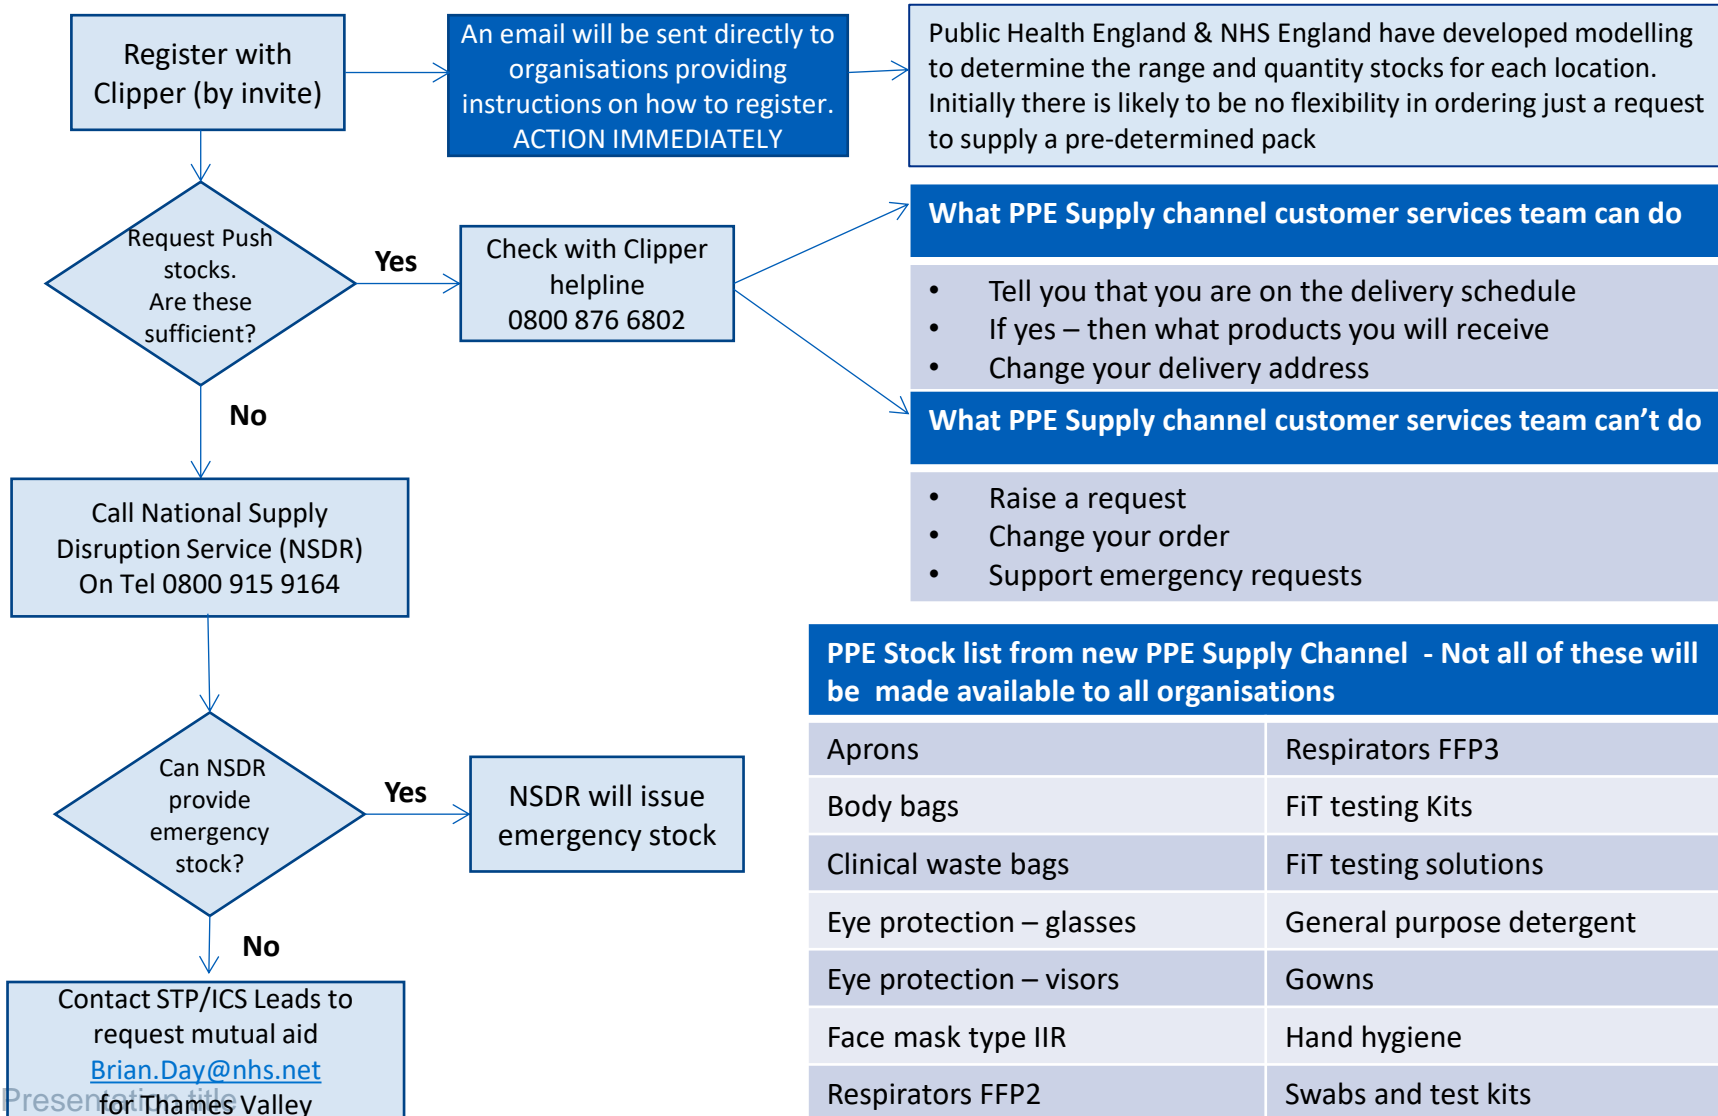 Register with
Clipper (by invite)
An email will be sent directly to
organisations providing
instructions on how to register.
ACTION IMMEDIATELY
Public Health England & NHS England have developed modelling
to determine the range and quantity stocks for each location.
Initially there is likely to be no flexibility in ordering just a request
to supply a pre-determined pack
Request Push
stocks.
Are these
sufficient?
Yes
Check with Clipper
helpline
0800 876 6802
What PPE Supply channel customer services team can do
• Tell you that you are on the delivery schedule
• If yes – then what products you will receive
• Change your delivery address
What PPE Supply channel customer services team can’t do
• Raise a request
• Change your order
• Support emergency requests
No
Call National Supply
Disruption Service (NSDR)
On Tel 0800 915 9164
Can NSDR
provide
emergency
stock?
Yes
NSDR will issue
emergency stock
No
Contact STP/ICS Leads to
request mutual aid
Brian.Day@nhs.net
for Thames Valley
Presentation title
PPE Stock list from new PPE Supply Channel - Not all of these will
be made available to all organisations
Aprons Respirators FFP3
Body bags FiT testing Kits
Clinical waste bags FiT testing solutions
Eye protection – glasses General purpose detergent
Eye protection – visors Gowns
Face mask type IIR Hand hygiene
Respirators FFP2 Swabs and test kits